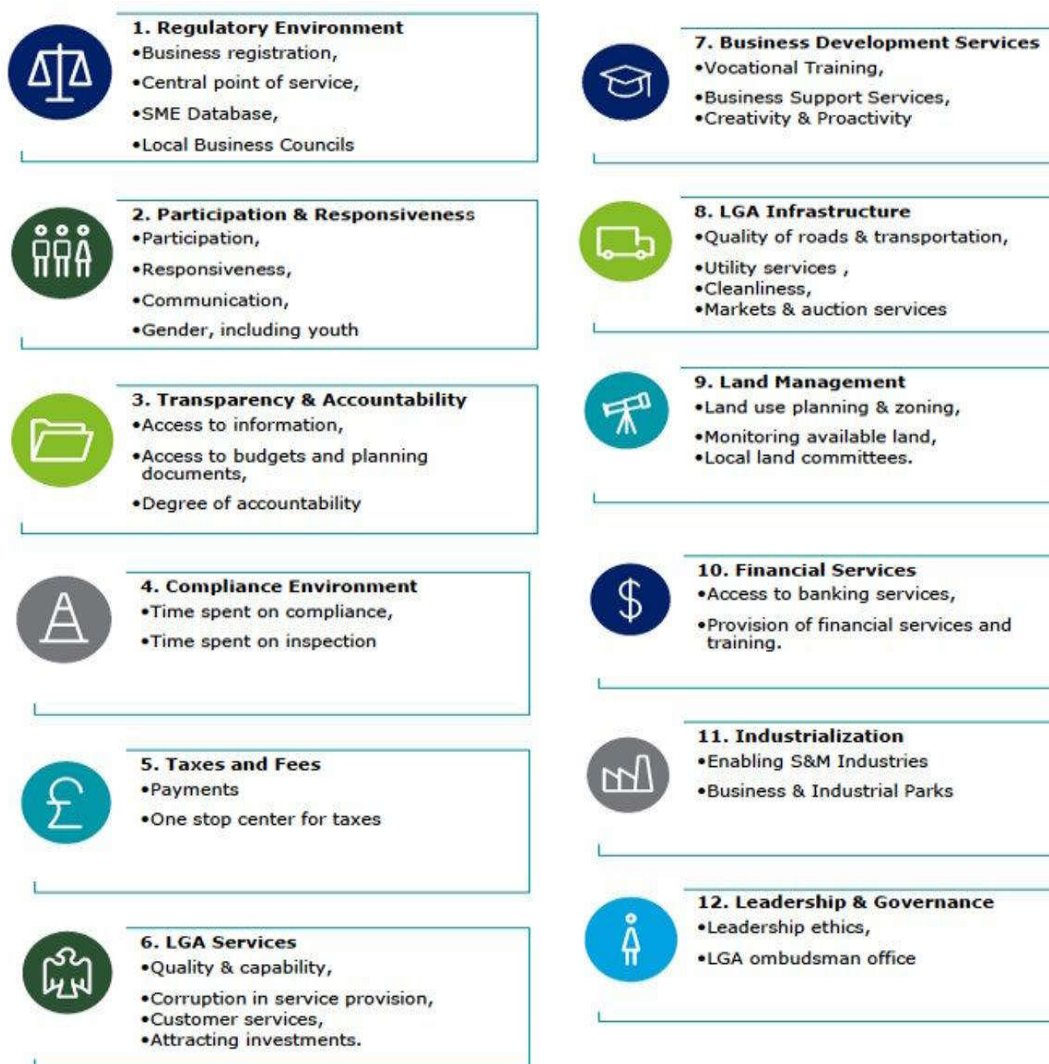 1. Regulatory Environment
•Business registration,
•Central point of service,
•SME Database,
•Local Business Councils
2. Participation & Responsiveness
•Participation,
•Responsiveness,
•Communication,
•Gender, including youth
3. Transparency & Accountability
•Access to information,
•Access to budgets and planning
documents,
•Degree of accountability
4. Compliance Environment
•Time spent on compliance,
•Time spent on inspection
5. Taxes and Fees
•Payments
•One stop center for taxes
6. LGA Services
•Quality & capability,
•Corruption in service provision,
•Customer services,
•Attracting investments.
7. Business Development Services
•Vocational Training,
•Business Support Services,
•Creativity & Proactivity
8. LGA Infrastructure
•Quality of roads & transportation,
•Utility services ,
•Cleanliness,
•Markets & auction services
9. Land Management
•Land use planning & zoning,
•Monitoring available land,
•Local land committees.
10. Financial Services
•Access to banking services,
•Provision of financial services and
training.
11. Industrialization
•Enabling S&M Industries
•Business & Industrial Parks
12. Leadership & Governance
•Leadership ethics,
•LGA ombudsman office